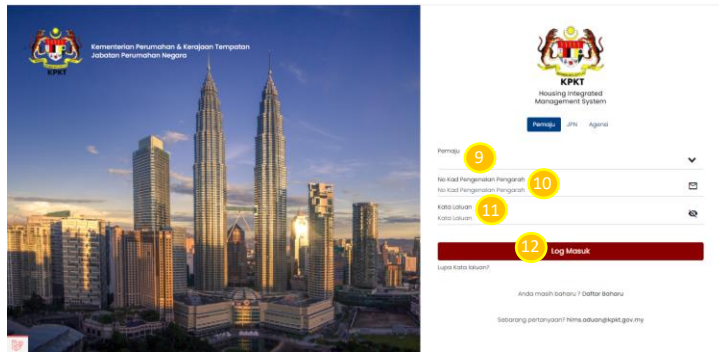 Kementerian Perumahan & Kerajaan Tempatan
Jabatan Perumahan Negara
KPKT
KPKT
Housing Integrated
Management System
Pemaju JPN Agensi
Pemaju
9
No Kad Pengenalan Pengarah
10
No Kad Pengenalan Pengarah
Kata Laluan
11
Kata Laluan
12
Log Masuk
Lupa Kata laluan?
Anda masih baharu ? Daftar Baharu
Sebarang pertanyaan? hims.aduan@kpkt.gov.my